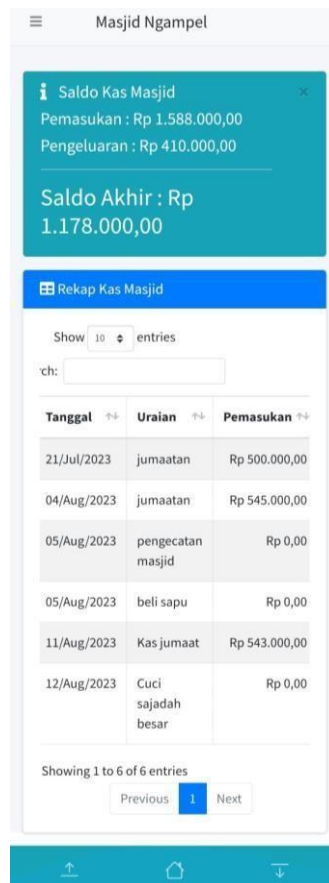 Masjid Ngampel
Saldo Kas Masjid
Pemasukan : Rp 1.588.000,00
Pengeluaran : Rp 410.000,00
Saldo Akhir : Rp
1.178.000,00
Rekap Kas Masjid
Show 10 entries
rch:
Tanggal Uraian Pemasukan
21/Jul/2023 jumaatan Rp 500.000,00
04/Aug/2023 jumaatan Rp 545.000,00
05/Aug/2023 pengecatan Rp 0,00
masjid
05/Aug/2023 beli sapu Rp 0,00
11/Aug/2023 Kas jumaat Rp 543.000,00
12/Aug/2023 Cuci Rp 0,00
sajadah
besar
Showing 1 to 6 of 6 entries
Previous 1 Next